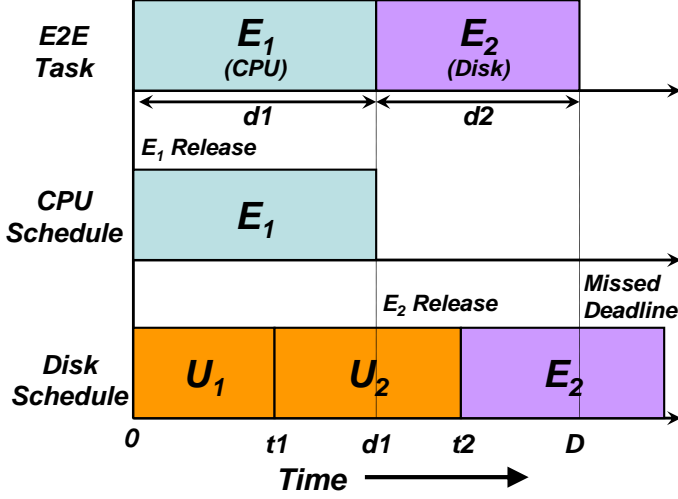 E2E
Task
E1
(CPU)
E2
(Disk)
d1
d2
E1 Release
CPU
Schedule
E1
E2 Release
Missed
Deadline
Disk
Schedule
U1
U2
E2
0
t1
d1
t2
D
Time